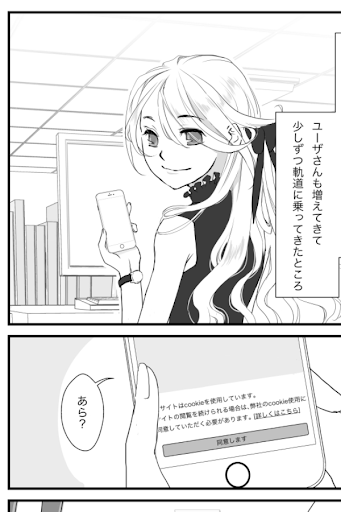 ユーザさんも増えてきて
少しずつ軌道に乗ってきたところ
あら?
サイトはcookieを使用しています。
イトの閲覧を続けられる場合は、弊社のcookie使用に
同意していただく必要があります。[詳しくはこちら]
同意します